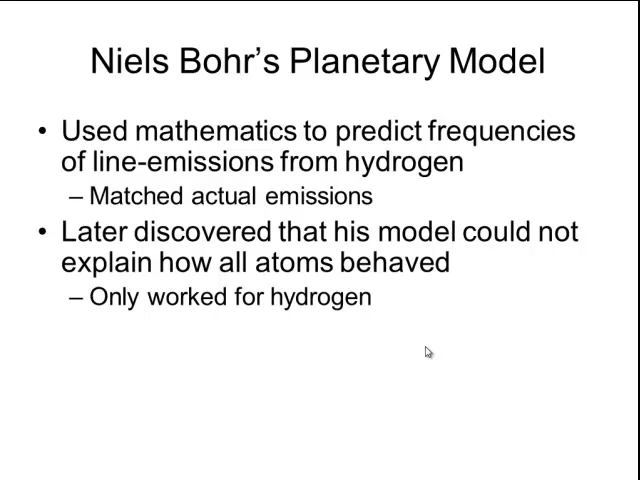 Niels Bohr's Planetary Model
• Used mathematics to predict frequencies
of line-emissions from hydrogen
– Matched actual emissions
• Later discovered that his model could not
explain how all atoms behaved
– Only worked for hydrogen